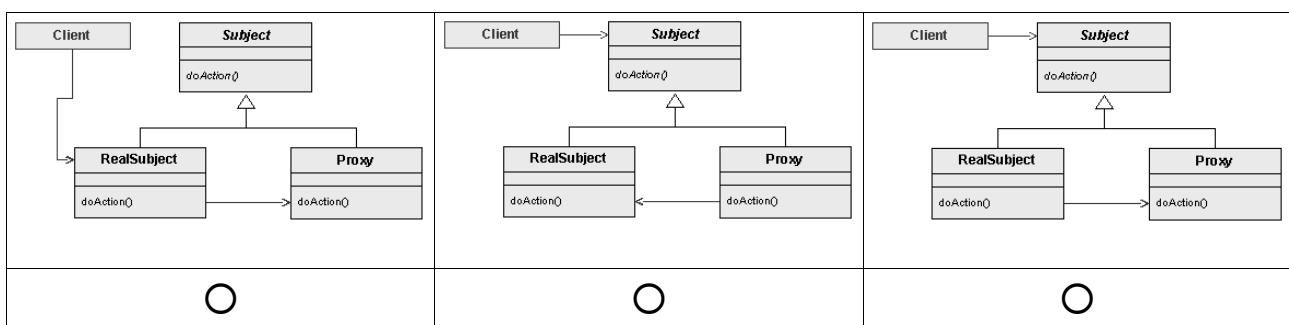 Client
Subject
doAction()
RealSubject
Proxy
doAction()
doAction()
Client
Subject
doAction()
RealSubject
Proxy
doAction()
doAction()
Client
Subject
doAction()
RealSubject
Proxy
doAction()
doAction()